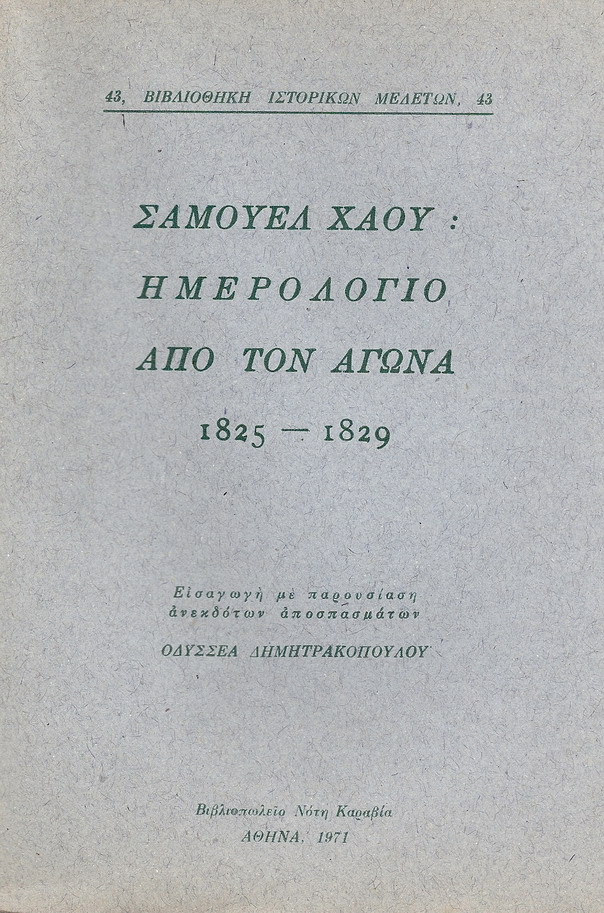 43, ΒΙΒΛΙΟΘΗΚΗ ΙΣΤΟΡΙΚΩΝ ΜΕΛΕΤΩΝ, 43
ΣΑΜΟΥΕΛ ΧΑΟΥ :
ΗΜΕΡΟΛΟΓΙΟ
ΑΠΟ ΤΟΝ ΑΓΩΝΑ
1825 — 1829
Εἰσαγωγὴ μὲ παρουσίαση
ἀνεκδότων ἀποσπασμάτων
ΟΔΥΣΣΕΑ ΔΗΜΗΤΡΑΚΟΠΟΥΛΟΥ
Βιβλιοπωλεῖο Νότη Καραβία
ΑΘΗΝΑ, 1971